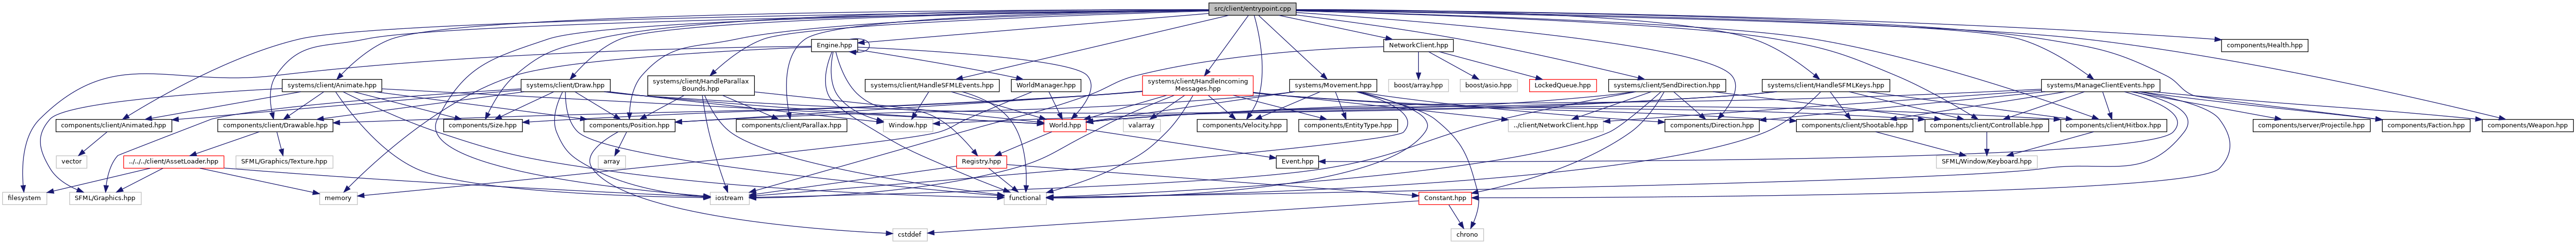 src/client/entrypoint.cpp
Engine.hpp
NetworkClient.hpp
components/Health.hpp
systems/client/Animate.hpp
systems/client/Draw.hpp
systems/client/HandleParallax
Bounds.hpp
systems/client/HandleSFMLEvents.hpp
WorldManager.hpp
systems/client/HandleIncoming
Messages.hpp
systems/Movement.hpp
boost/array.hpp
boost/asio.hpp
LockedQueue.hpp
systems/client/SendDirection.hpp
systems/client/HandleSFMLKeys.hpp
systems/ManageClientEvents.hpp
components/client/Animated.hpp
components/client/Drawable.hpp
components/Size.hpp
components/Position.hpp
components/client/Parallax.hpp
Window.hpp
World.hpp
valarray
components/Velocity.hpp
components/EntityType.hpp
../client/NetworkClient.hpp
components/Direction.hpp
components/client/Shootable.hpp
components/client/Controllable.hpp
components/client/Hitbox.hpp
components/server/Projectile.hpp
components/Faction.hpp
components/Weapon.hpp
vector
../../../client/AssetLoader.hpp
SFML/Graphics/Texture.hpp
array
Registry.hpp
Event.hpp
SFML/Window/Keyboard.hpp
filesystem
SFML/Graphics.hpp
memory
iostream
functional
Constant.hpp
cstddef
chrono